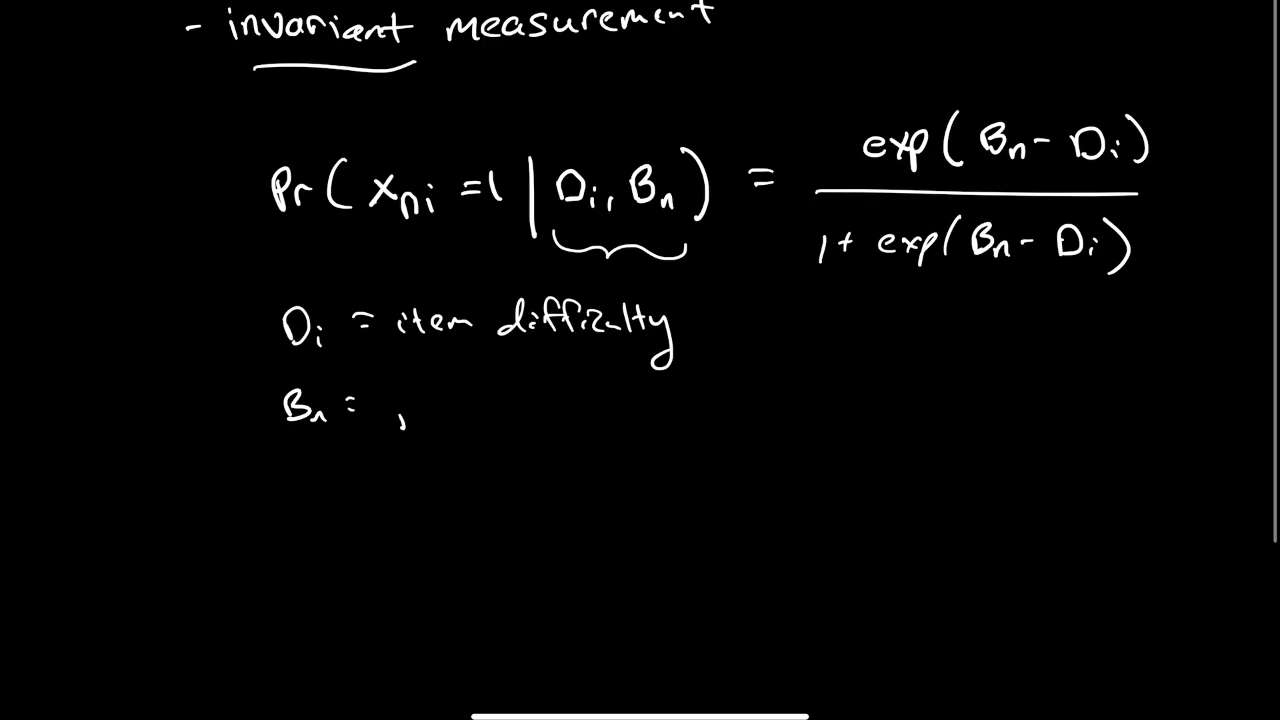 - invariant measurement
Pr( x_ni = 1 | D_i, B_n ) = exp( B_n - D_i ) / 1 + exp( B_n - D_i )
D_i = item difficulty
B_n =